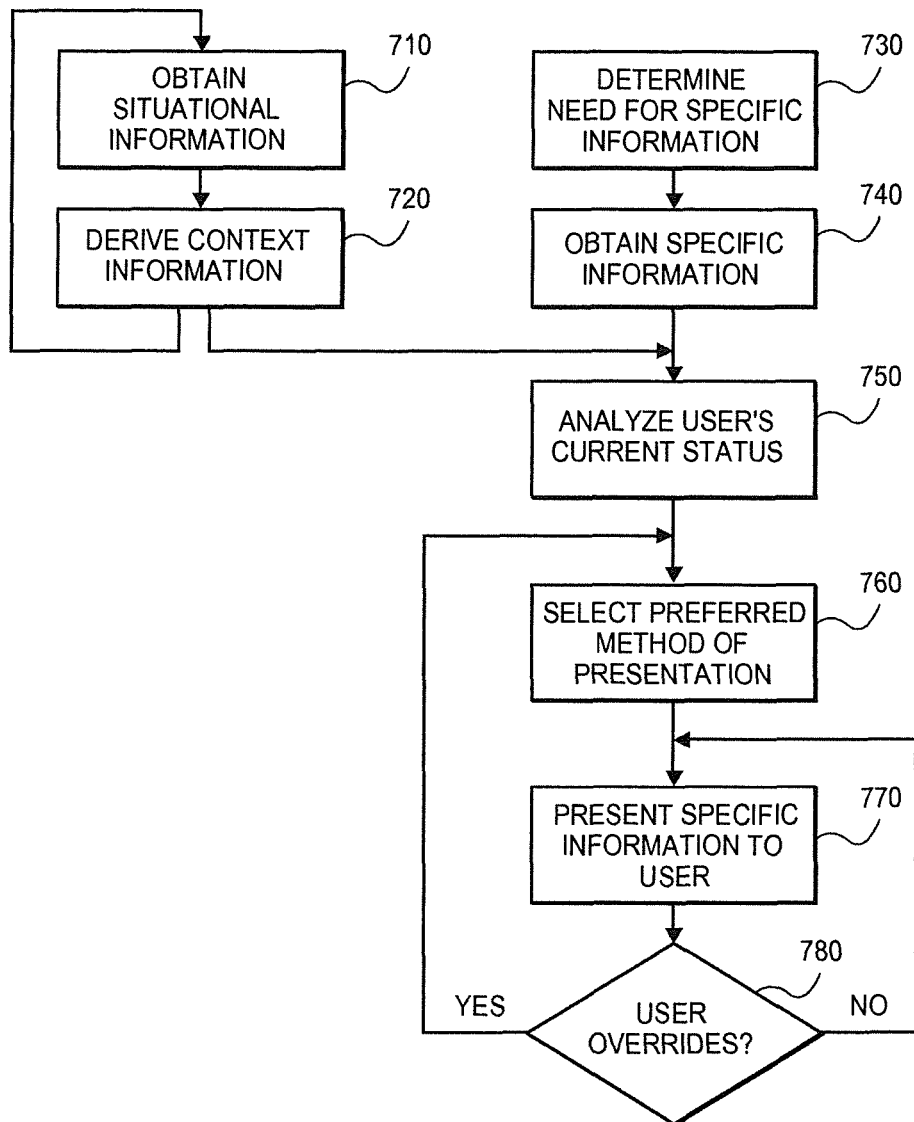 710
OBTAIN
SITUATIONAL
INFORMATION
720
DERIVE CONTEXT
INFORMATION
730
DETERMINE
NEED FOR SPECIFIC
INFORMATION
740
OBTAIN SPECIFIC
INFORMATION
750
ANALYZE USER'S
CURRENT STATUS
760
SELECT PREFERRED
METHOD OF
PRESENTATION
770
PRESENT SPECIFIC
INFORMATION TO
USER
780
YES
USER
OVERRIDES?
NO